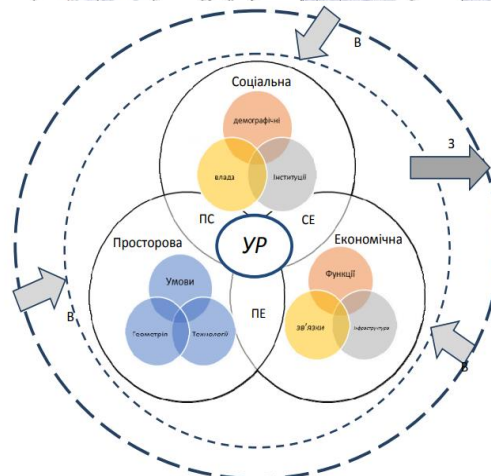 В
Соціальна
демографічні
З
влада
Інституції
ПС
СЕ
УР
Просторова
Економічна
Умови
Функції
ПЕ
Геометрія
Технології
зв'язки
Інфраструктура
В
В